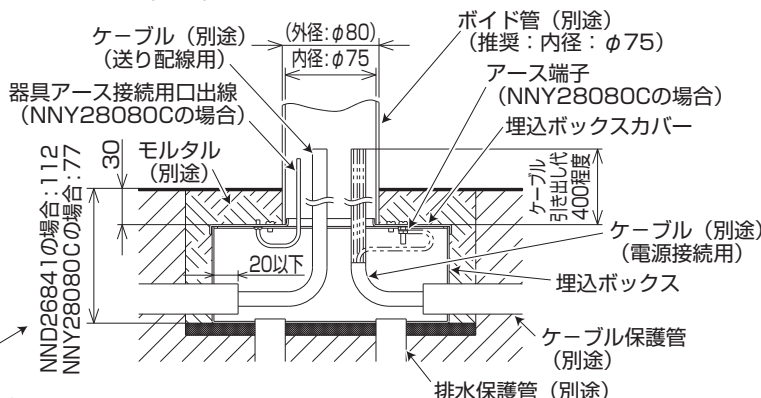 ケーブル（別途）
（送り配線用）
（外径：φ80）
内径：φ75
ボイド管（別途）
（推奨：内径：φ75）
器具アース接続用口出線
（NNY28080Cの場合）
アース端子
（NNY28080Cの場合）
埋込ボックスカバー
モルタル
（別途）
30
NND26841の場合：112
NNY28080Cの場合：77
ケーブル
引き出し代
400程度
20以下
ケーブル（別途）
（電源接続用）
埋込ボックス
ケーブル保護管
（別途）
排水保護管（別途）